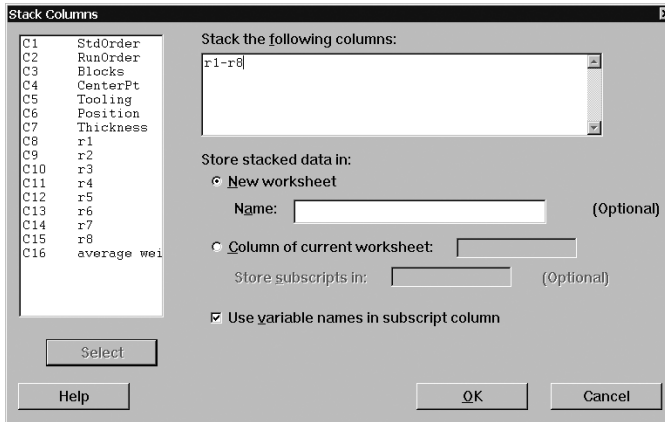 Stack Columns
C1 StdOrder
C2 RunOrder
C3 Blocks
C4 CenterPt
C5 Tooling
C6 Position
C7 Thickness
C8 r1
C9 r2
C10 r3
C11 r4
C12 r5
C13 r6
C14 r7
C15 r8
C16 average wei
Select
Help
Stack the following columns:
r1-r8
Store stacked data in:
New worksheet
Name: (Optional)
Column of current worksheet:
Store subscripts in: (Optional)
Use variable names in subscript column
OK Cancel